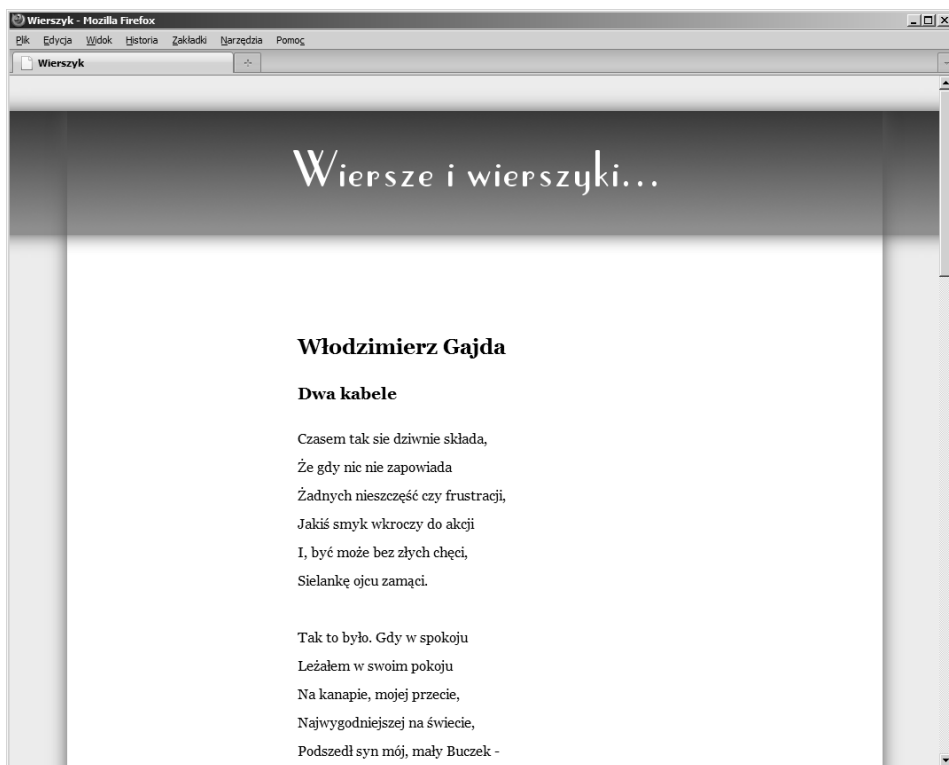 Wierszyk - Mozilla Firefox
Plik Edycja Widok Historia Zakładki Narzędzia Pomoc
Wierszyk
Wiersze i wierszyki...
Włodzimierz Gajda
Dwa kabele
Czasem tak sie dziwnie składa,
Że gdy nic nie zapowiada
Żadnych nieszczęść czy frustracji,
Jakiś smyk wkroczy do akcji
I, być może bez złych chęci,
Sielankę ojcu zamąci.
Tak to było. Gdy w spokoju
Leżałem w swoim pokoju
Na kanapie, mojej przecie,
Najwygodniejszej na świecie,
Podszedł syn mój, mały Buczek -